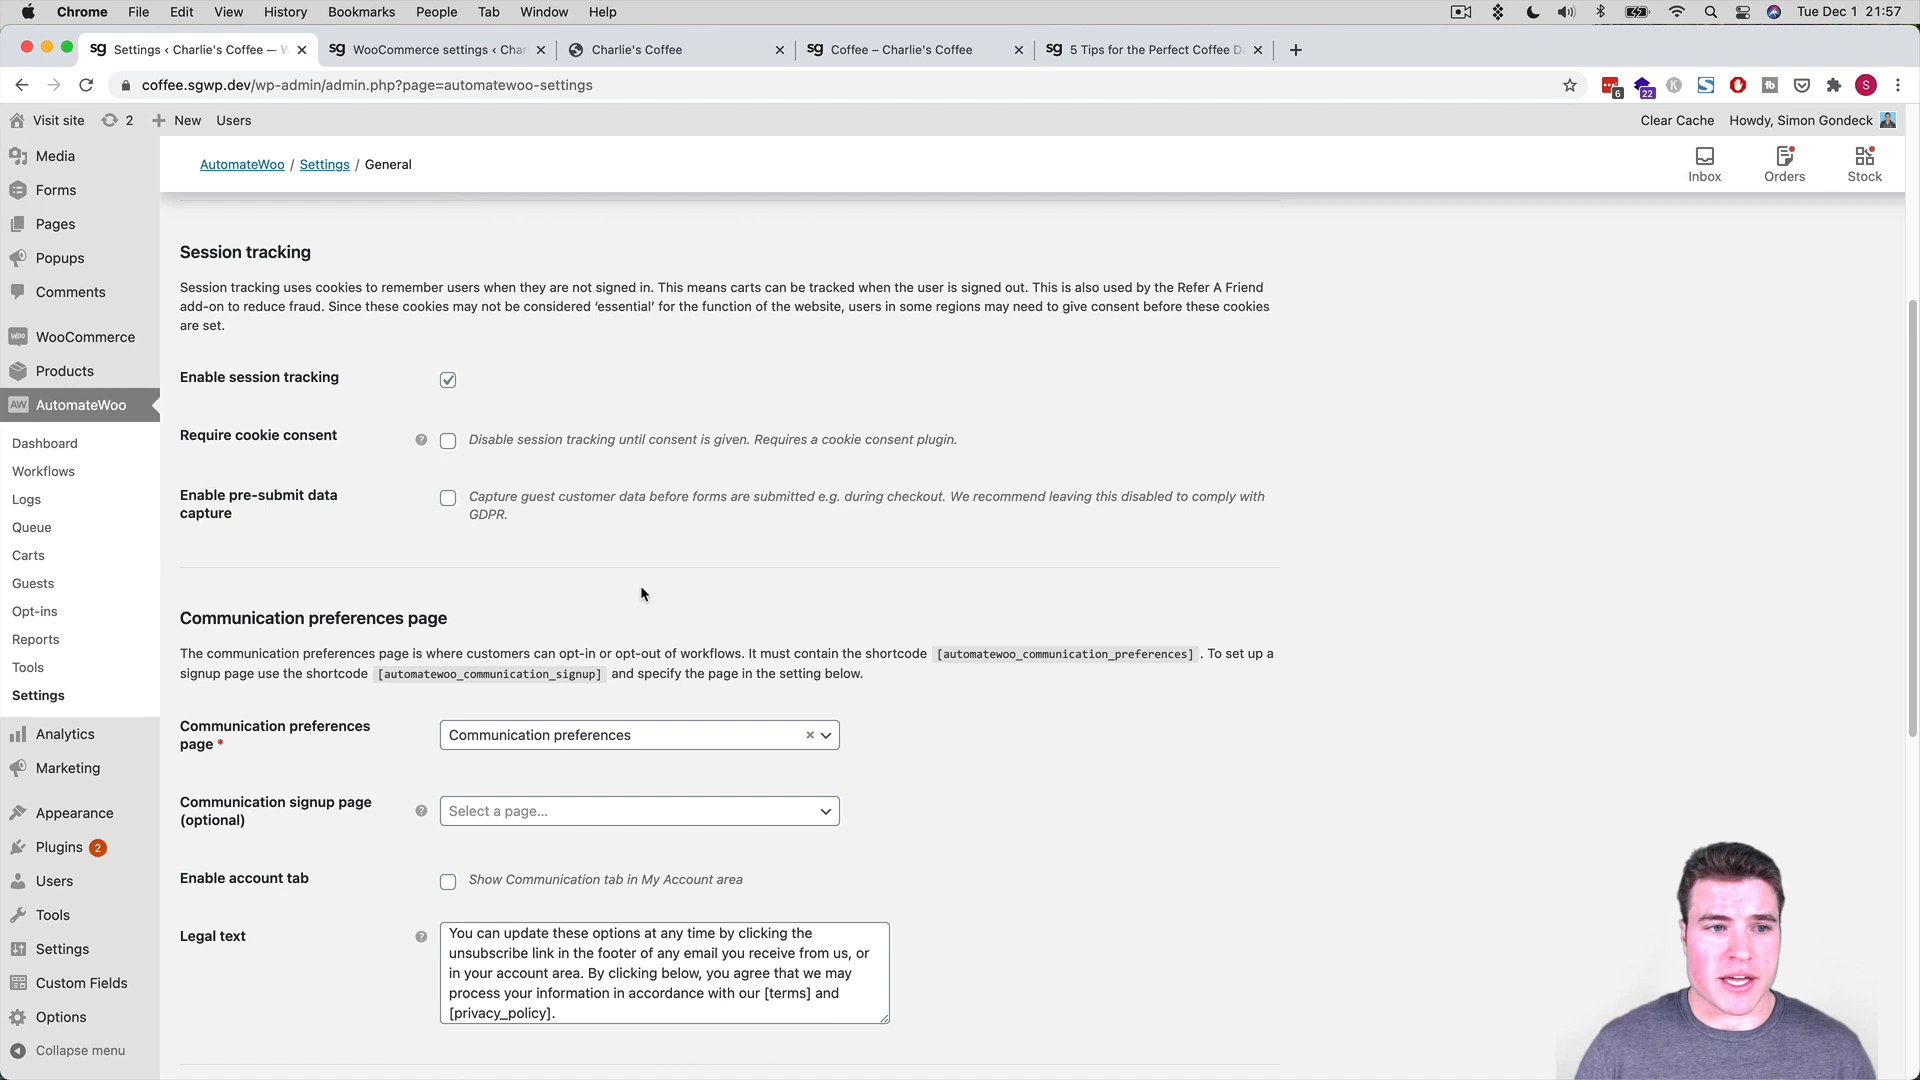 Chrome File Edit View History Bookmarks People Tab Window Help Tue Dec 1 21:57
sg Settings ‹ Charlie's Coffee — W sg WooCommerce settings ‹ Char Charlie's Coffee sg Coffee – Charlie's Coffee sg 5 Tips for the Perfect Coffee D
coffee.sgwp.dev/wp-admin/admin.php?page=automatewoo-settings 6 22 K tb S
Visit site 2 New Users Clear Cache Howdy, Simon Gondeck
AutomateWoo / Settings / General
Inbox Orders Stock
Media
Forms
Pages
Popups
Comments
WooCommerce
Products
AW AutomateWoo
Dashboard
Workflows
Logs
Queue
Carts
Guests
Opt-ins
Reports
Tools
Settings
Analytics
Marketing
Appearance
Plugins 2
Users
Tools
Settings
Custom Fields
Options
Collapse menu
Session tracking
Session tracking uses cookies to remember users when they are not signed in. This means carts can be tracked when the user is signed out. This is also used by the Refer A Friend
add-on to reduce fraud. Since these cookies may not be considered ‘essential’ for the function of the website, users in some regions may need to give consent before these cookies
are set.
Enable session tracking
Require cookie consent Disable session tracking until consent is given. Requires a cookie consent plugin.
Enable pre-submit data
capture
Capture guest customer data before forms are submitted e.g. during checkout. We recommend leaving this disabled to comply with
GDPR.
Communication preferences page
The communication preferences page is where customers can opt-in or opt-out of workflows. It must contain the shortcode [automatewoo_communication_preferences] . To set up a
signup page use the shortcode [automatewoo_communication_signup] and specify the page in the setting below.
Communication preferences
page *
Communication preferences
Communication signup page
(optional)
Select a page...
Enable account tab Show Communication tab in My Account area
Legal text
You can update these options at any time by clicking the
unsubscribe link in the footer of any email you receive from us, or
in your account area. By clicking below, you agree that we may
process your information in accordance with our [terms] and
[privacy_policy].